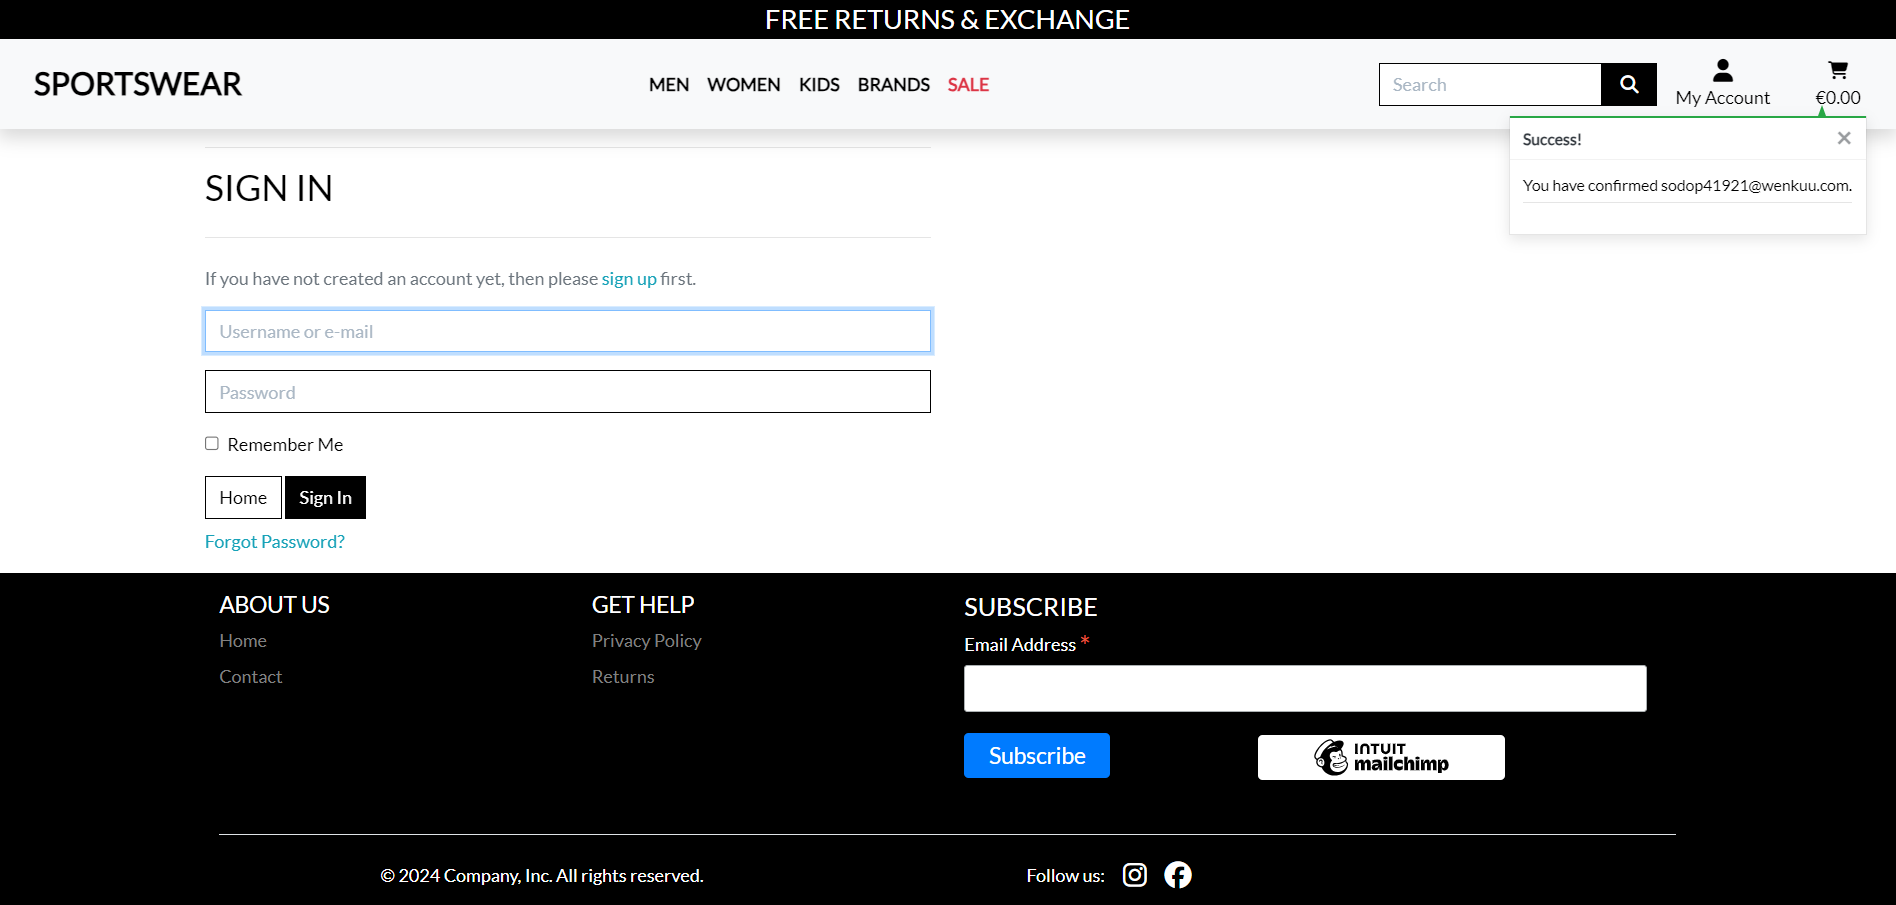 FREE RETURNS & EXCHANGE
SPORTSWEAR
MEN WOMEN KIDS BRANDS SALE
Search
My Account
€0.00
Success!
You have confirmed sodop41921@wenkuu.com.
SIGN IN
If you have not created an account yet, then please sign up first.
Username or e-mail
Password
Remember Me
Home Sign In
Forgot Password?
ABOUT US
Home
Contact
GET HELP
Privacy Policy
Returns
SUBSCRIBE
Email Address *
Subscribe
INTUIT
mailchimp
© 2024 Company, Inc. All rights reserved.
Follow us: